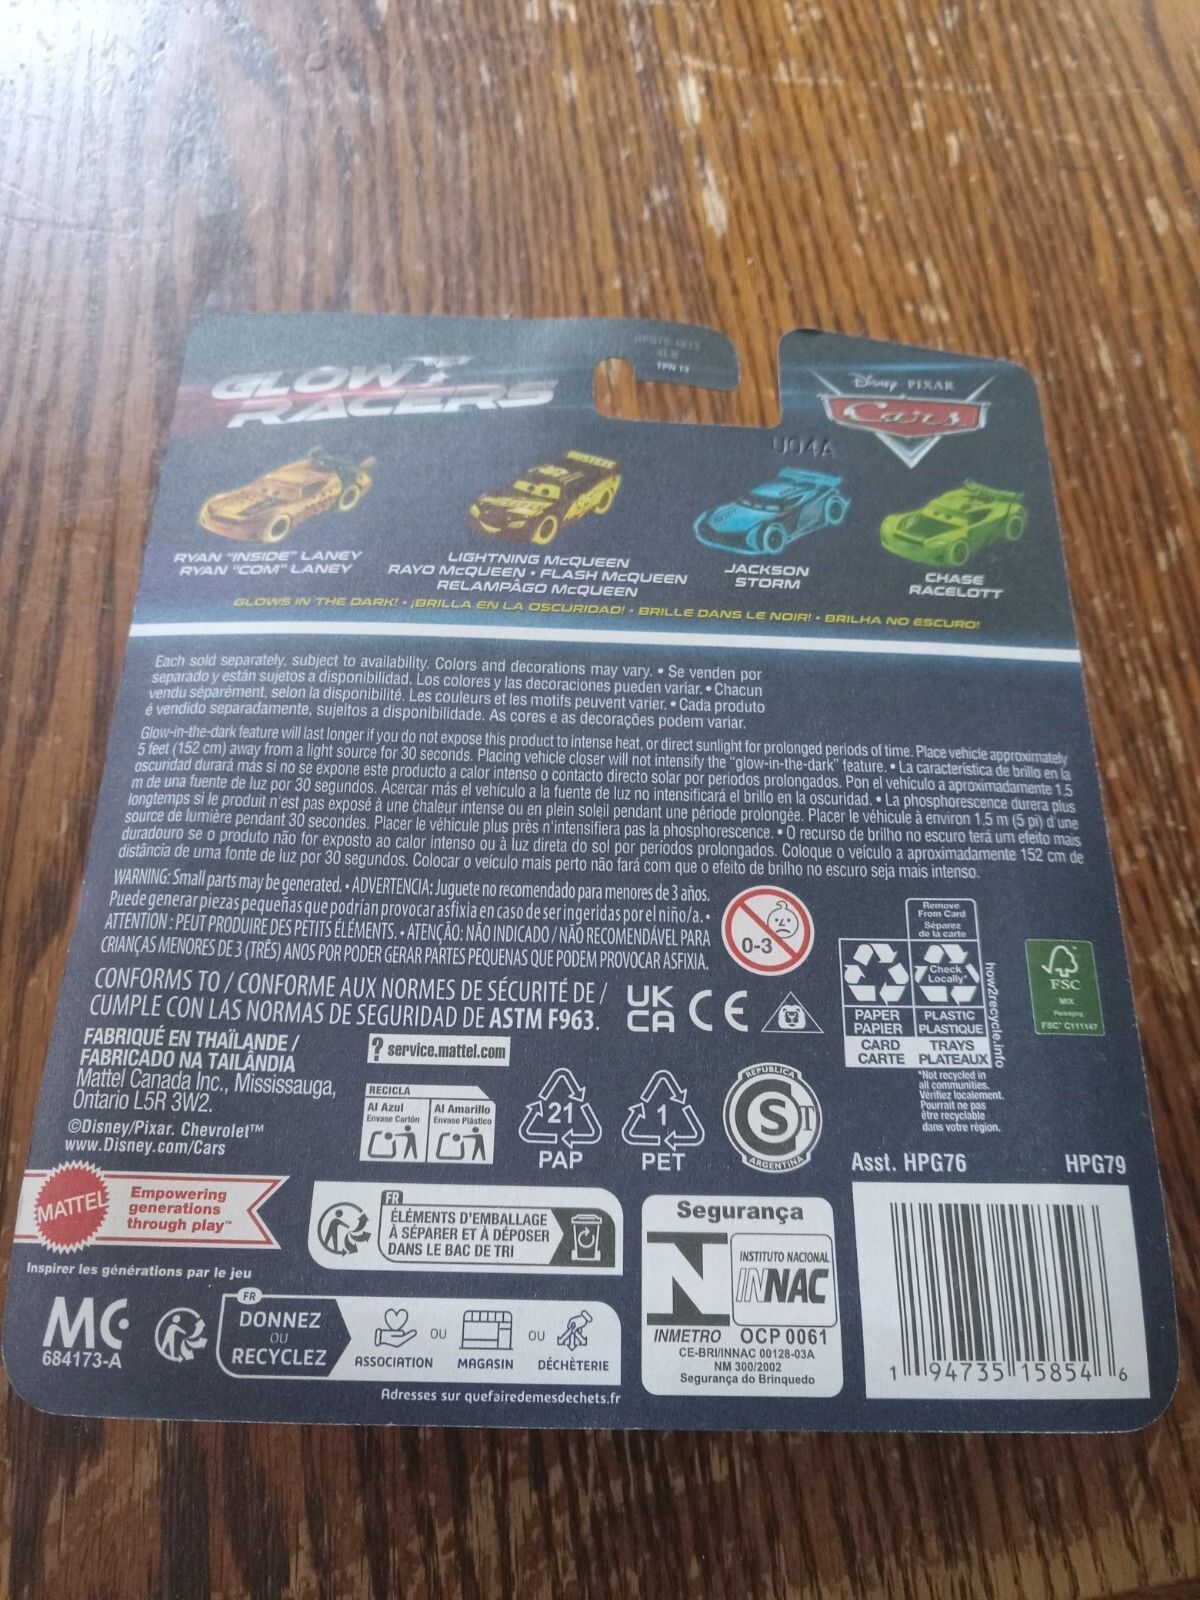 GLOW RACERS
TPN 13
Disney PIXAR
Cars
RYAN "INSIDE" LANEY
RYAN "COM" LANEY
LIGHTNING McQUEEN
RAYO McQUEEN • FLASH McQUEEN
RELAMPÂGO McQUEEN
JACKSON
STORM
CHASE
RACELOTT
GLOWS IN THE DARK! • ¡BRILLA EN LA OSCURIDAD! • BRILLE DANS LE NOIR! • BRILHA NO ESCURO!
Each sold separately, subject to availability. Colors and decorations may vary. • Se venden por
separado y están sujetos a disponibilidad. Los colores y las decoraciones pueden variar. • Chacun
vendu séparément, selon la disponibilité. Les couleurs et les motifs peuvent varier. • Cada produto
é vendido separadamente, sujeitos a disponibilidade. As cores e as decorações podem variar.
Glow-in-the-dark feature will last longer if you do not expose this product to intense heat, or direct sunlight for prolonged periods of time. Place vehicle approximately
5 feet (152 cm) away from a light source for 30 seconds. Placing vehicle closer will not intensify the "glow-in-the-dark" feature. • La característica de brillo en la
oscuridad durará más si no se expone este producto a calor intenso o contacto directo solar por periodos prolongados. Pon el vehículo a aproximadamente 1.5
m de una fuente de luz por 30 segundos. Acercar más el vehículo a la fuente de luz no intensificará el brillo en la oscuridad. • La phosphorescence durera plus
longtemps si le produit n'est pas exposé à une chaleur intense ou en plein soleil pendant une période prolongée. Placer le véhicule à environ 1,5 m (5 pi) d'une
source de lumière pendant 30 secondes. Placer le véhicule plus près n'intensifiera pas la phosphorescence. • O recurso de brilho no escuro terá um efeito mais
duradouro se o produto não for exposto ao calor intenso ou à luz direta do sol por períodos prolongados. Coloque o veículo a aproximadamente 152 cm de
distância de uma fonte de luz por 30 segundos. Colocar o veículo mais perto não fará com que o efeito de brilho no escuro seja mais intenso.
WARNING: Small parts may be generated. • ADVERTENCIA: Juguete no recomendado para menores de 3 años.
Puede generar piezas pequeñas que podrían provocar asfixia en caso de ser ingeridas por el niño/a. •
ATTENTION : PEUT PRODUIRE DES PETITS ÉLÉMENTS. • ATENÇÃO: NÃO INDICADO / NÃO RECOMENDÁVEL PARA
CRIANÇAS MENORES DE 3 (TRÊS) ANOS POR PODER GERAR PARTES PEQUENAS QUE PODEM PROVOCAR ASFIXIA.
0-3
CONFORMS TO / CONFORME AUX NORMES DE SÉCURITÉ DE /
CUMPLE CON LAS NORMAS DE SEGURIDAD DE ASTM F963.
UK
CA
CE
Remove
From Card
Séparez
de la carte
Check
Locally*
PAPER
PAPIER
PLASTIC
PLASTIQUE
CARD
CARTE
TRAYS
PLATEAUX
how2recycle.info
*Not recycled in
all communities.
Vérifiez localement.
Pourrait ne pas
être recyclable
dans votre région.
FSC
MIX
Packaging
FSC® C111147
FABRIQUÉ EN THAÏLANDE /
FABRICADO NA TAILÂNDIA
Mattel Canada Inc., Mississauga,
Ontario L5R 3W2.
©Disney/Pixar. Chevrolet™
www.Disney.com/Cars
? service.mattel.com
RECICLA
Al Azul
Envase Cartón
Al Amarillo
Envase Plástico
21
PAP
1
PET
REPUBLICA
ARGENTINA
Asst. HPG76
HPG79
MATTEL
Empowering
generations
through play™
Inspirer les générations par le jeu
FR
ÉLÉMENTS D'EMBALLAGE
À SÉPARER ET À DÉPOSER
DANS LE BAC DE TRI
Segurança
INSTITUTO NACIONAL
INNAC
INMETRO
OCP 0061
CE-BRI/INNAC 00128-03A
NM 300/2002
Segurança do Brinquedo
MC
684173-A
FR
DONNEZ
OU
RECYCLEZ
ASSOCIATION
OU
MAGASIN
OU
DÉCHÈTERIE
Adresses sur quefairedemesdechets.fr
1 94735 15854 6